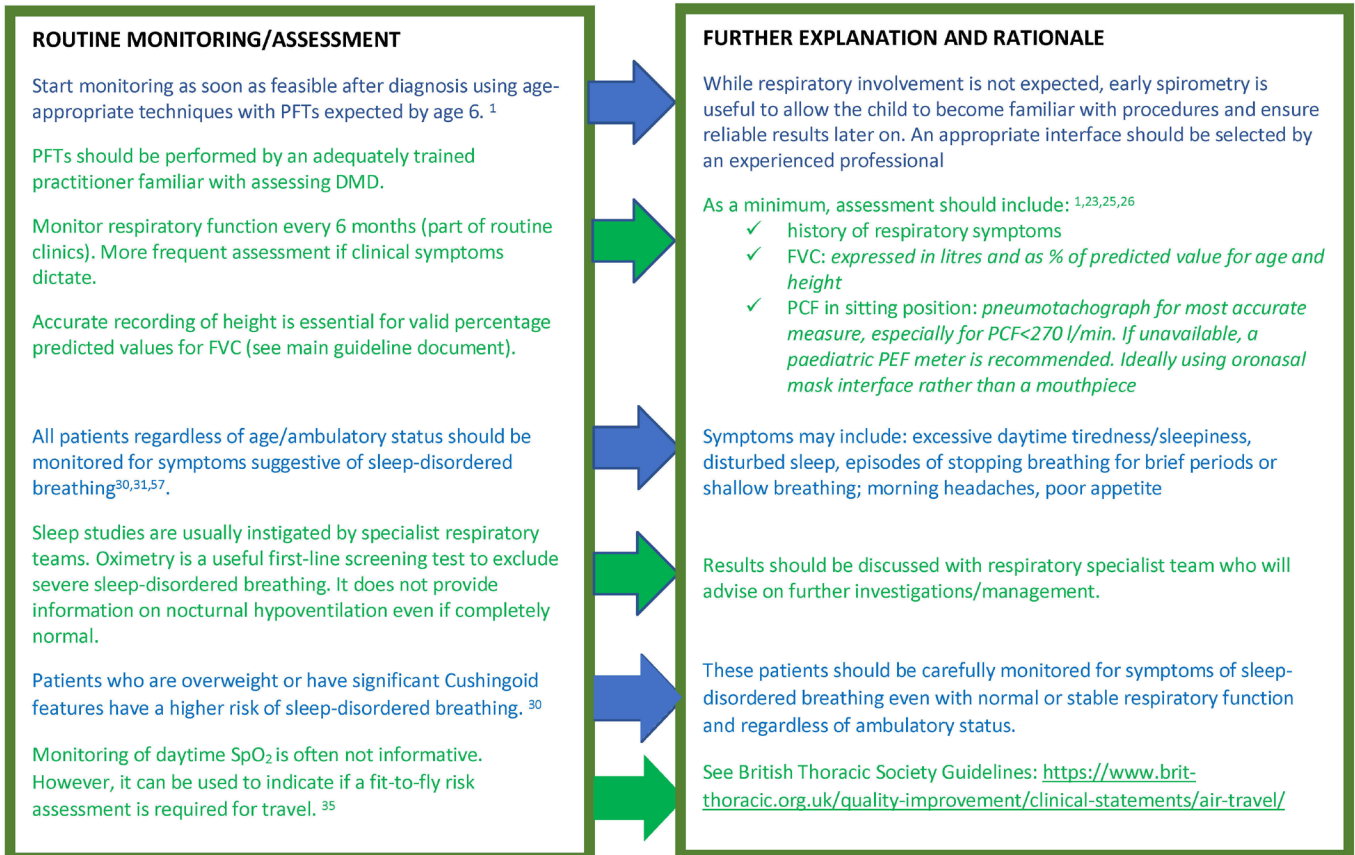 ROUTINE MONITORING/ASSESSMENT
Start monitoring as soon as feasible after diagnosis using age-
appropriate techniques with PFTs expected by age 6. 1
PFTs should be performed by an adequately trained
practitioner familiar with assessing DMD.
Monitor respiratory function every 6 months (part of routine
clinics). More frequent assessment if clinical symptoms
dictate.
Accurate recording of height is essential for valid percentage
predicted values for FVC (see main guideline document).
All patients regardless of age/ambulatory status should be
monitored for symptoms suggestive of sleep-disordered
breathing30,31,57.
Sleep studies are usually instigated by specialist respiratory
teams. Oximetry is a useful first-line screening test to exclude
severe sleep-disordered breathing. It does not provide
information on nocturnal hypoventilation even if completely
normal.
Patients who are overweight or have significant Cushingoid
features have a higher risk of sleep-disordered breathing. 30
Monitoring of daytime SpO2 is often not informative.
However, it can be used to indicate if a fit-to-fly risk
assessment is required for travel. 35
FURTHER EXPLANATION AND RATIONALE
While respiratory involvement is not expected, early spirometry is
useful to allow the child to become familiar with procedures and ensure
reliable results later on. An appropriate interface should be selected by
an experienced professional
As a minimum, assessment should include: 1,23,25,26
✓ history of respiratory symptoms
✓ FVC: expressed in litres and as % of predicted value for age and
height
✓ PCF in sitting position: pneumotachograph for most accurate
measure, especially for PCF<270 l/min. If unavailable, a
paediatric PEF meter is recommended. Ideally using oronasal
mask interface rather than a mouthpiece
Symptoms may include: excessive daytime tiredness/sleepiness,
disturbed sleep, episodes of stopping breathing for brief periods or
shallow breathing; morning headaches, poor appetite
Results should be discussed with respiratory specialist team who will
advise on further investigations/management.
These patients should be carefully monitored for symptoms of sleep-
disordered breathing even with normal or stable respiratory function
and regardless of ambulatory status.
See British Thoracic Society Guidelines: https://www.brit-
thoracic.org.uk/quality-improvement/clinical-statements/air-travel/